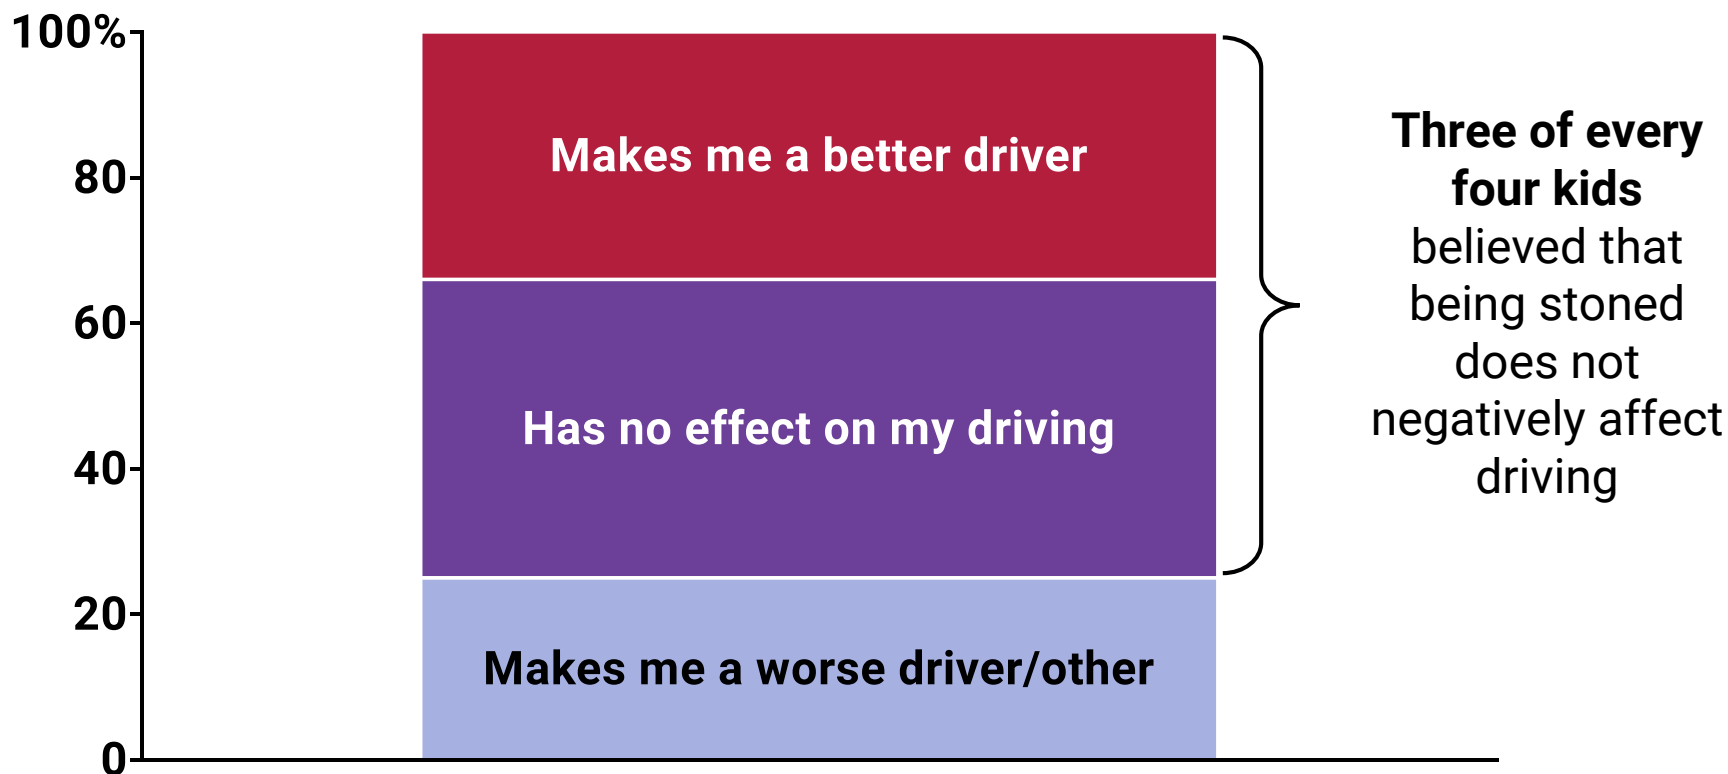 100%
80
60
40
20
0
Makes me a better driver
Has no effect on my driving
Makes me a worse driver/other
Three of every
four kids
believed that
being stoned
does not
negatively affect
driving